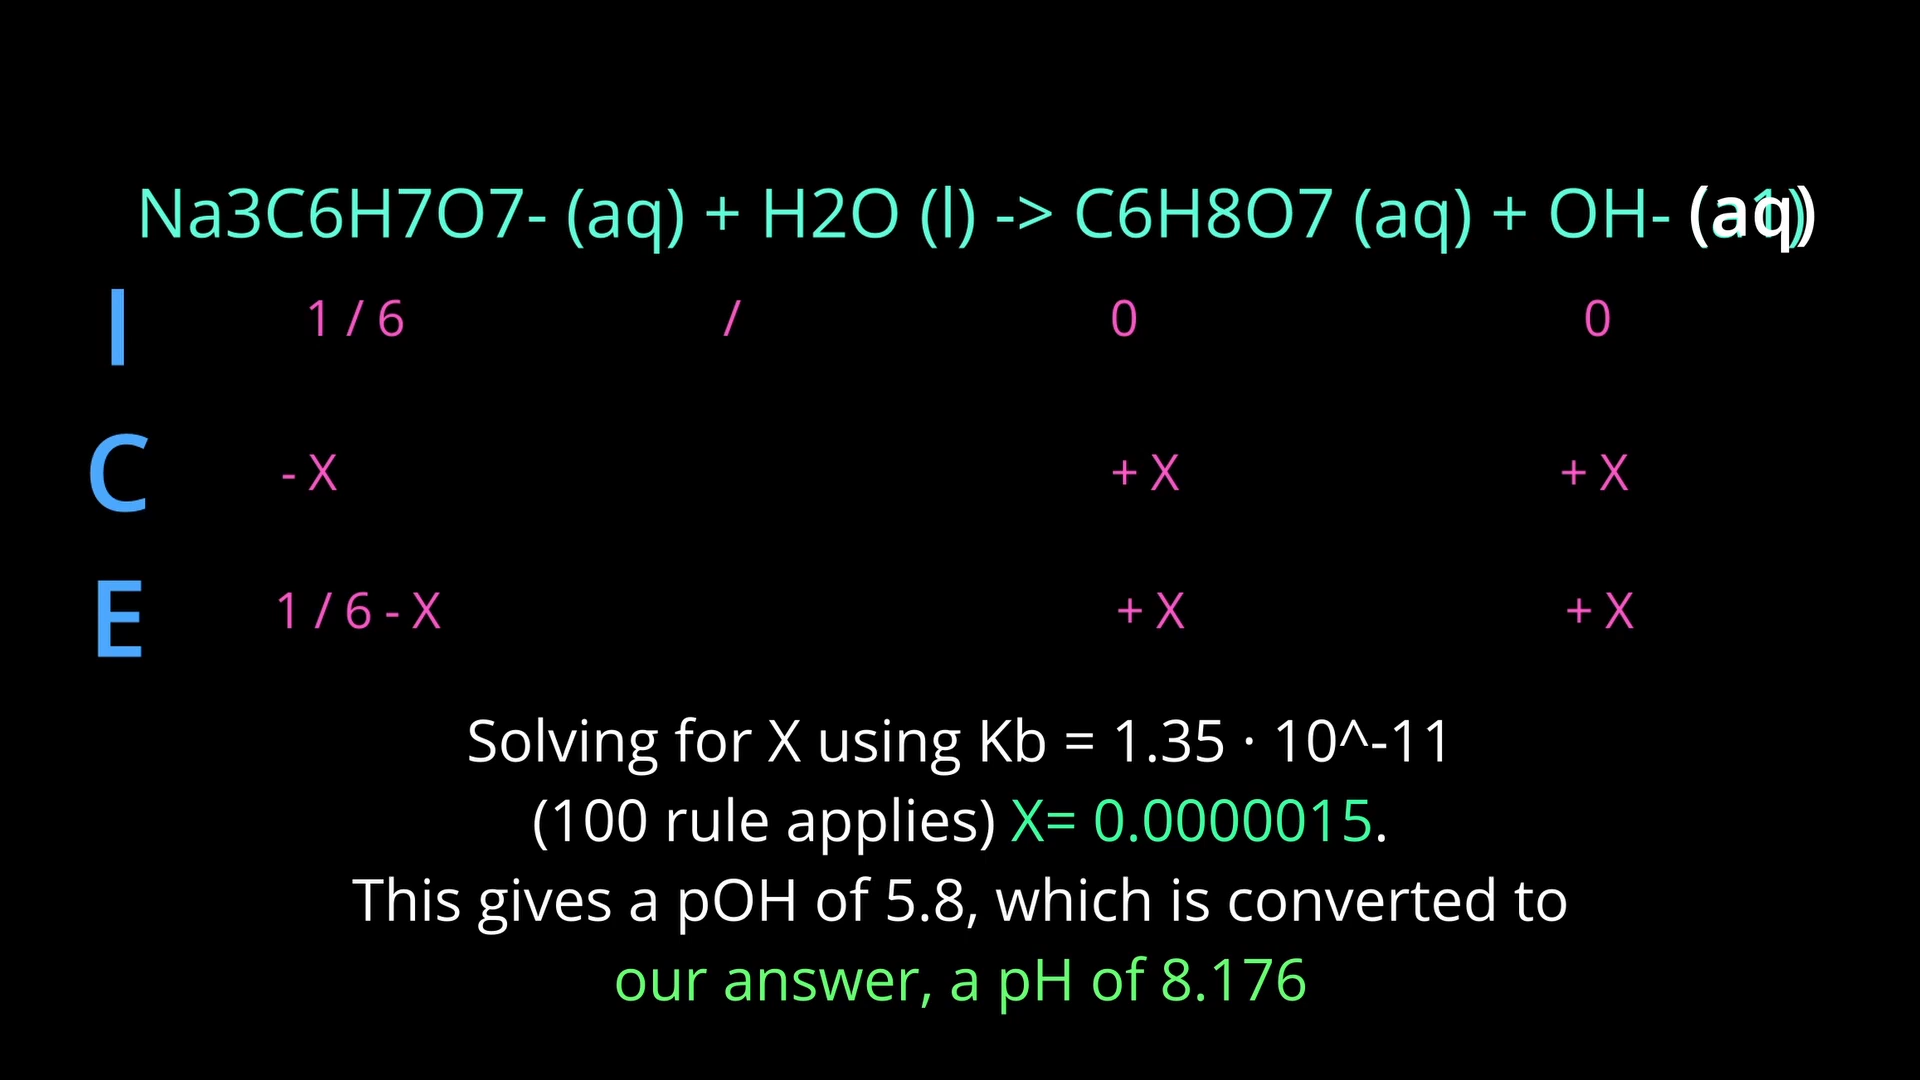 Na3C6H7O7- (aq) + H2O (l) -> C6H8O7 (aq) + OH- (aq)
I 1 / 6 / 0 0
C - X + X + X
E 1 / 6 - X + X + X
Solving for X using Kb = 1.35 · 10^-11
(100 rule applies) X= 0.0000015.
This gives a pOH of 5.8, which is converted to
our answer, a pH of 8.176